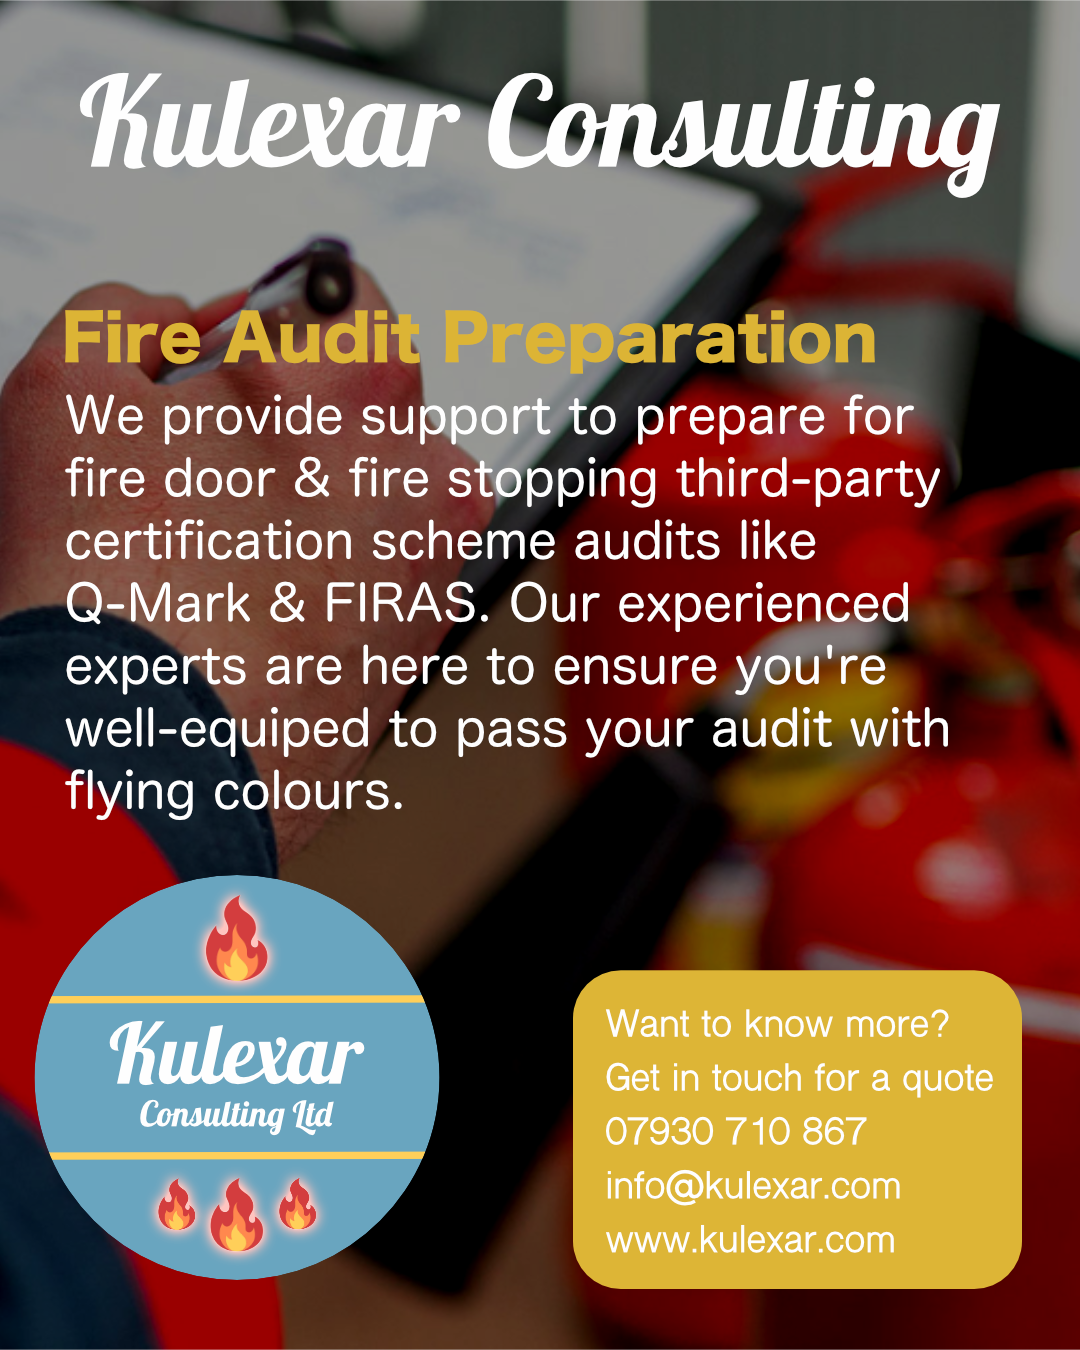 Kulexar Consulting
Fire Audit Preparation
We provide support to prepare for
fire door & fire stopping third-party
certification scheme audits like
Q-Mark & FIRAS. Our experienced
experts are here to ensure you're
well-equiped to pass your audit with
flying colours.
Kulexar
Consulting Ltd
Want to know more?
Get in touch for a quote
07930 710 867
info@kulexar.com
www.kulexar.com